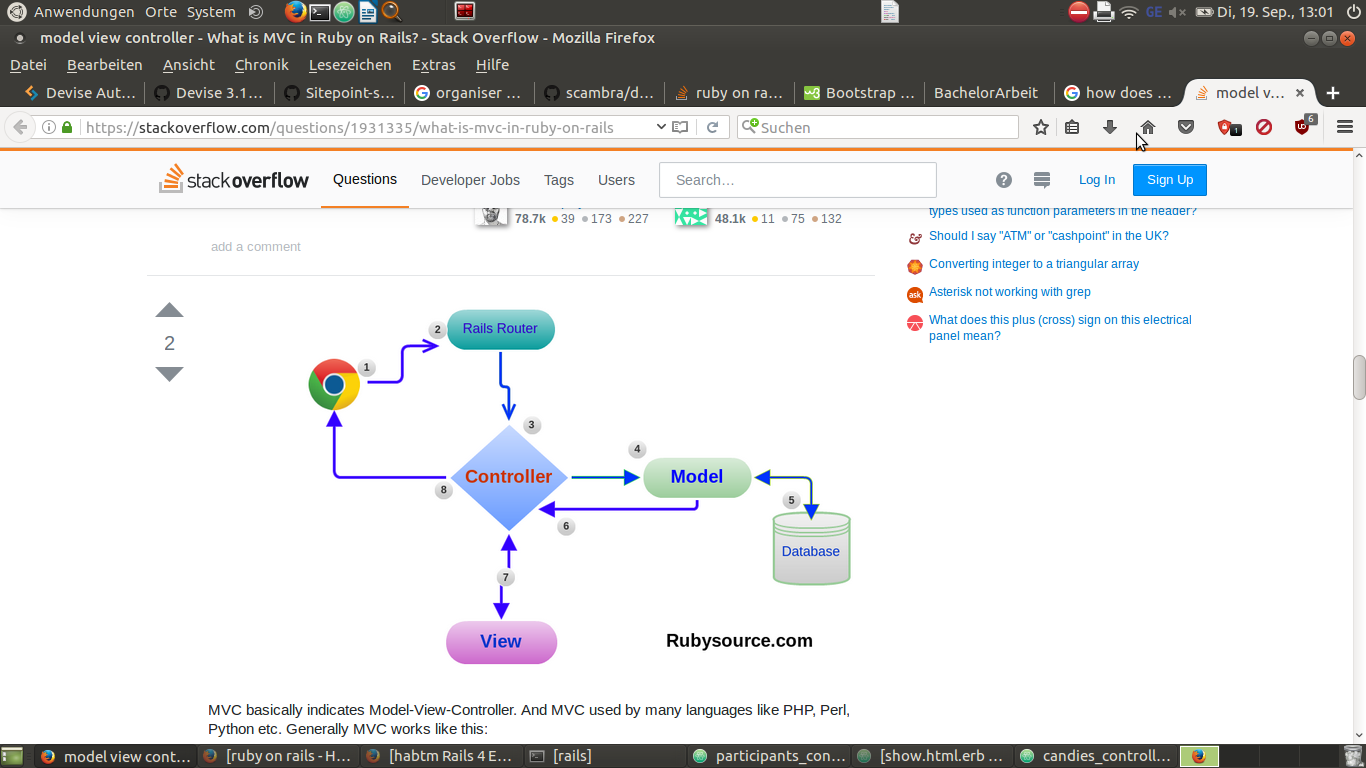 Anwendungen Orte System
GE Di, 19. Sep., 13:01
model view controller - What is MVC in Ruby on Rails? - Stack Overflow - Mozilla Firefox
Datei Bearbeiten Ansicht Chronik Lesezeichen Extras Hilfe
Devise Aut… Devise 3.1… Sitepoint-s… organiser … scambra/d… ruby on ra… Bootstrap … BachelorArbeit how does … model v…
https://stackoverflow.com/questions/1931335/what-is-mvc-in-ruby-on-rails Suchen 1 6
stackoverflow Questions Developer Jobs Tags Users Search… Log In Sign Up
78.7k 39 173 227 48.1k 11 75 132
types used as function parameters in the header?
add a comment
Should I say "ATM" or "cashpoint" in the UK?
Converting integer to a triangular array
ask Asterisk not working with grep
What does this plus (cross) sign on this electrical
panel mean?
2
2 Rails Router
1
3
4
Controller
Model
8
5
6
Database
7
View
Rubysource.com
MVC basically indicates Model-View-Controller. And MVC used by many languages like PHP, Perl,
Python etc. Generally MVC works like this:
model view cont… [ruby on rails - H… [habtm Rails 4 E… [rails] participants_con… [show.html.erb … candies_controll…